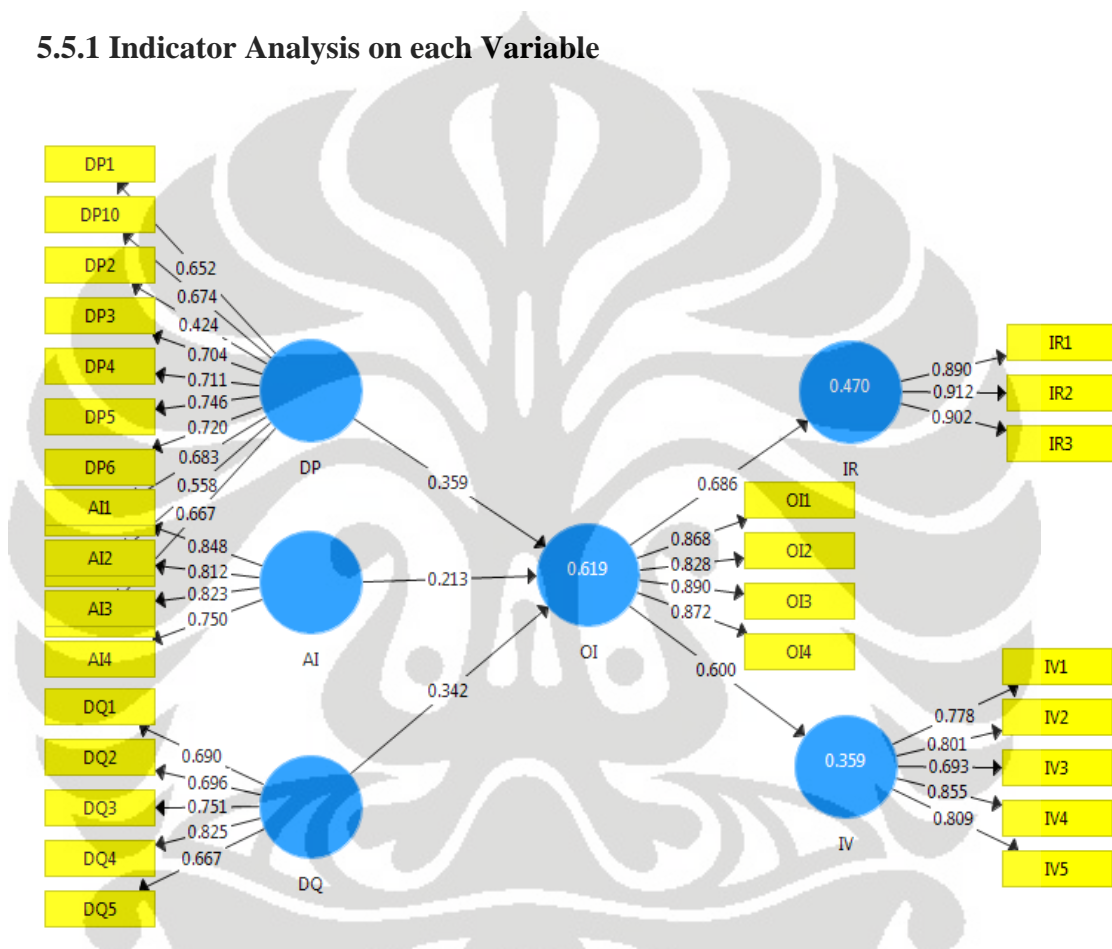 5.5.1 Indicator Analysis on each Variable
DP1
DP10
DP2
DP3
DP4
DP5
DP6
AI1
AI2
AI3
AI4
DQ1
DQ2
DQ3
DQ4
DQ5
0.652
0.674
0.424
0.704
0.711
0.746
0.720
0.683
0.558
0.667
0.848
0.812
0.823
0.750
0.690
0.696
0.751
0.825
0.667
DP
AI
DQ
0.359
0.213
0.342
0.619
OI
0.868
0.828
0.890
0.872
OI1
OI2
OI3
OI4
0.686
0.600
0.470
IR
0.890
0.912
0.902
IR1
IR2
IR3
0.359
IV
0.778
0.801
0.693
0.855
0.809
IV1
IV2
IV3
IV4
IV5